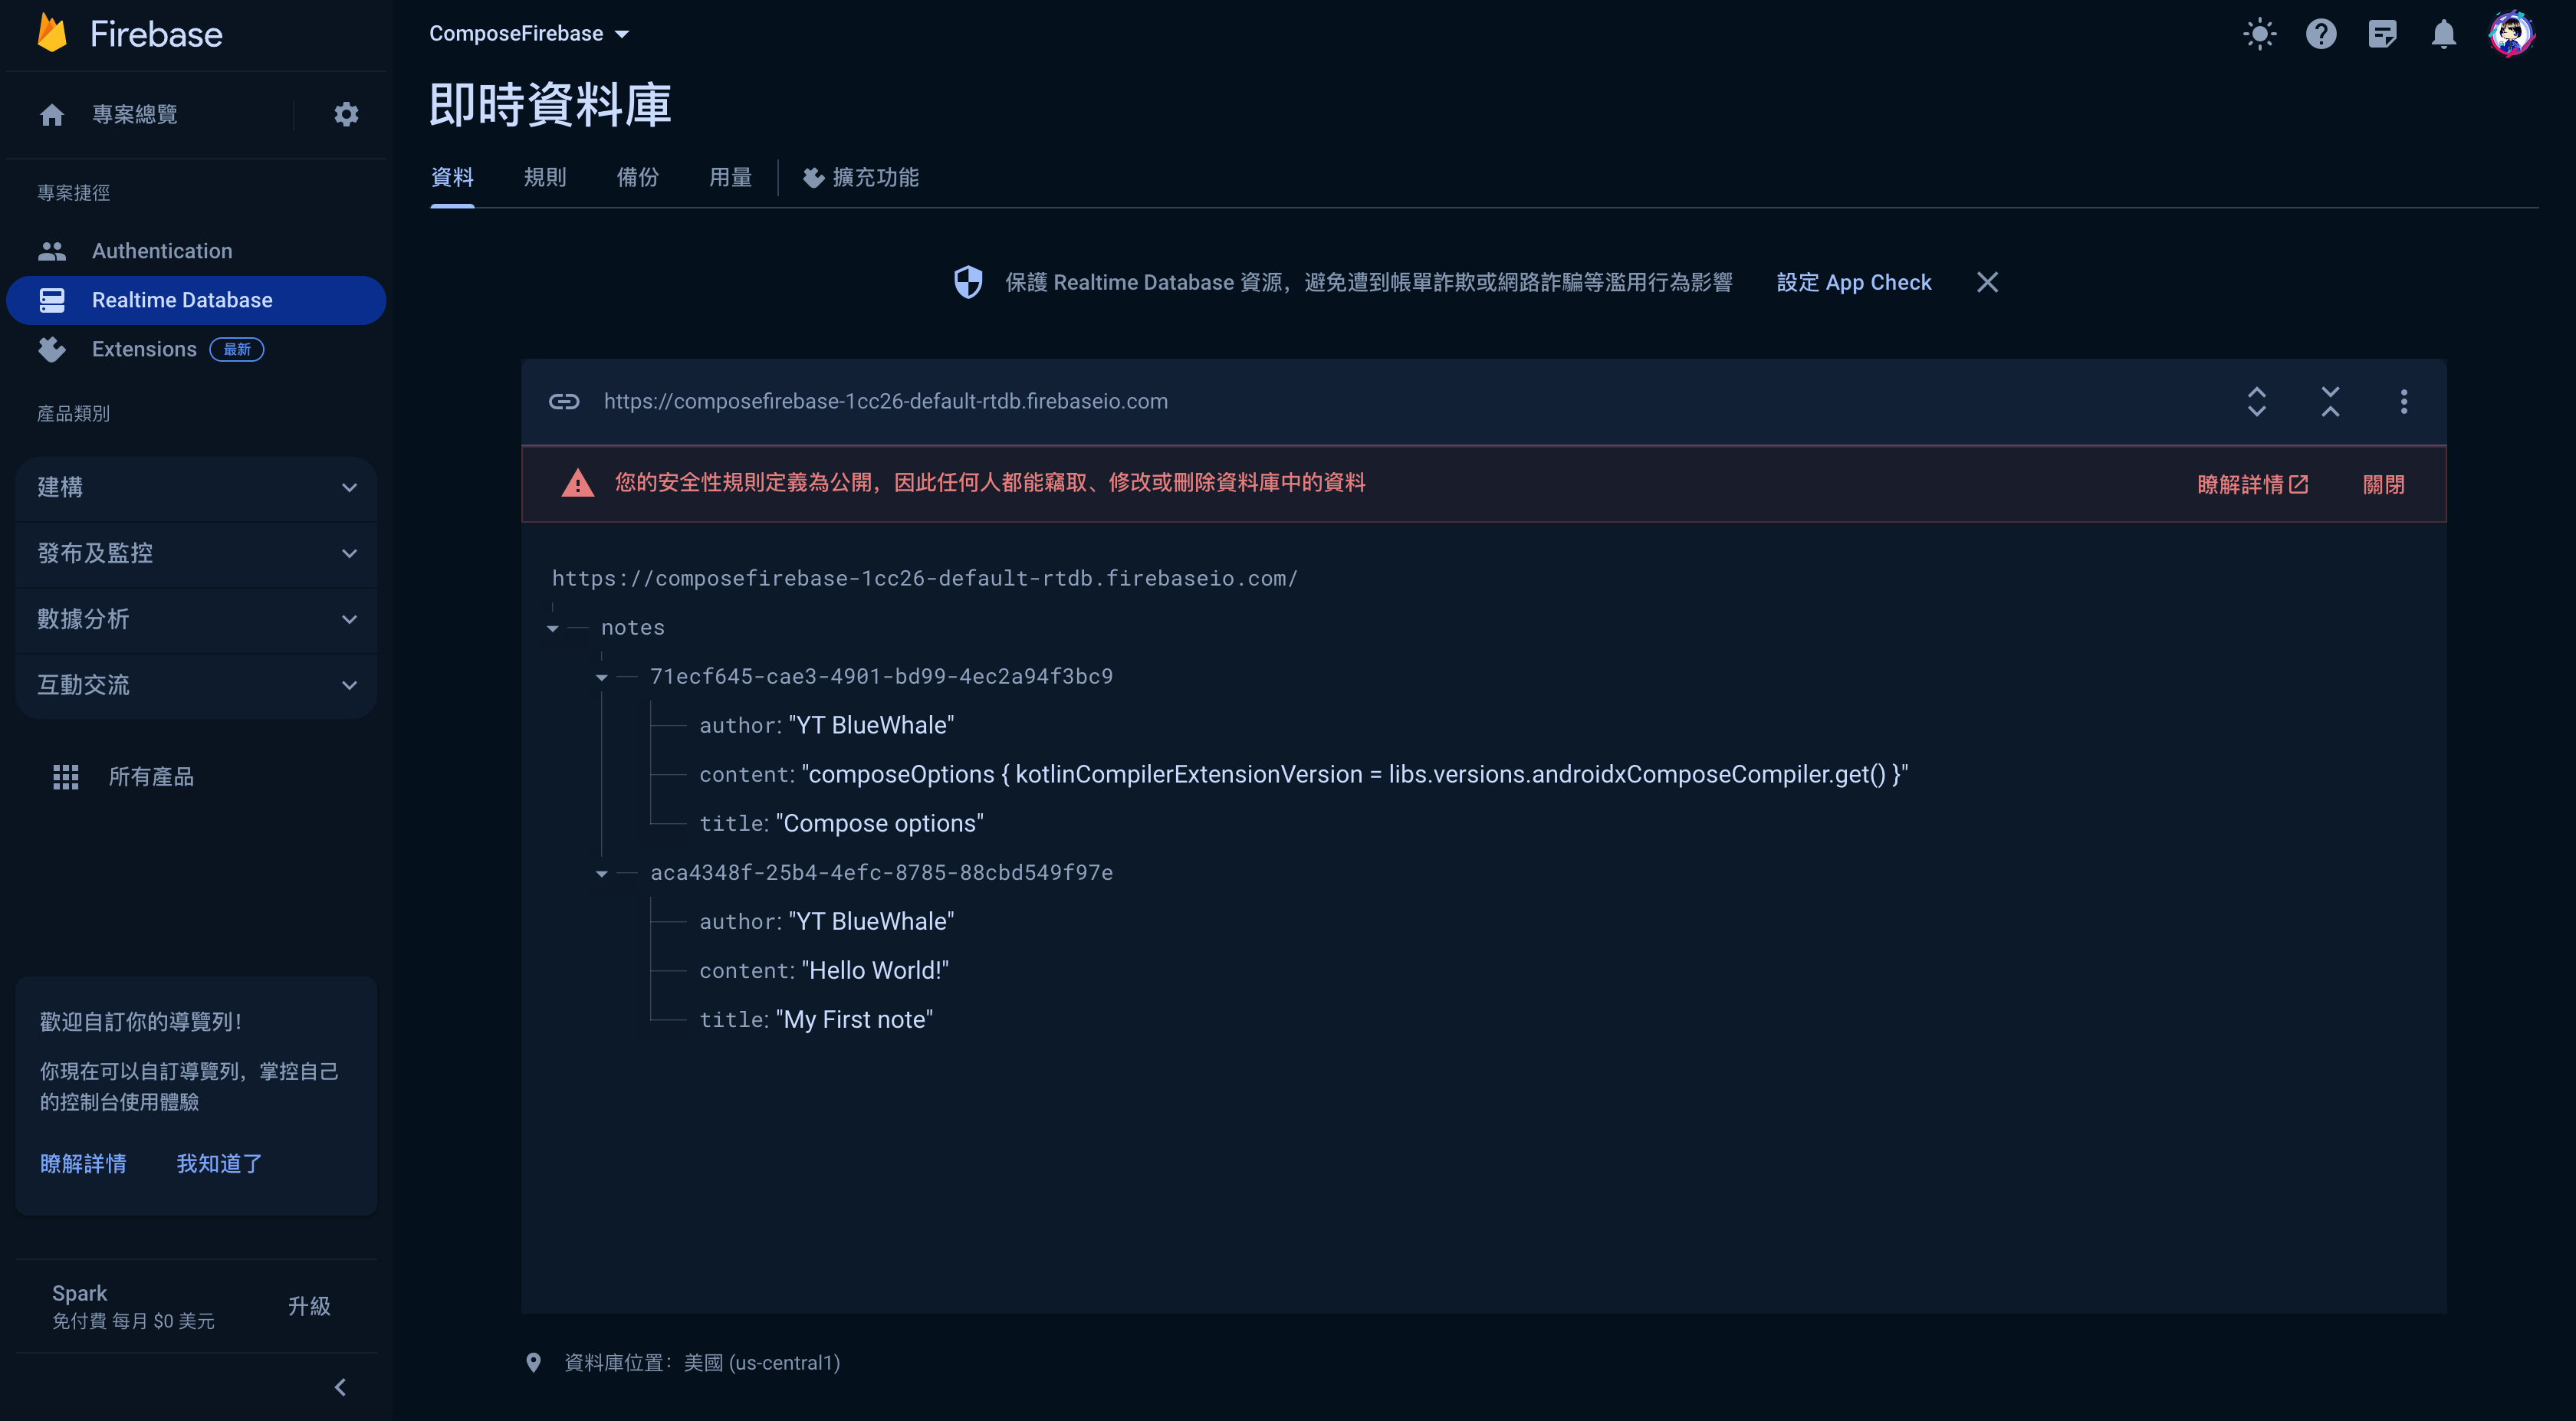 Firebase
專案總覽
專案捷徑
Authentication
Realtime Database
Extensions 最新
產品類別
建構
發布及監控
數據分析
互動交流
所有產品
歡迎自訂你的導覽列！
你現在可以自訂導覽列，掌控自己
的控制台使用體驗
瞭解詳情 我知道了
Spark
免付費 每月 $0 美元
升級
ComposeFirebase
即時資料庫
資料 規則 備份 用量 擴充功能
保護 Realtime Database 資源，避免遭到帳單詐欺或網路詐騙等濫用行為影響 設定 App Check
https://composefirebase-1cc26-default-rtdb.firebaseio.com
您的安全性規則定義為公開，因此任何人都能竊取、修改或刪除資料庫中的資料 瞭解詳情 關閉
https://composefirebase-1cc26-default-rtdb.firebaseio.com/
notes
71ecf645-cae3-4901-bd99-4ec2a94f3bc9
author: "YT BlueWhale"
content: "composeOptions { kotlinCompilerExtensionVersion = libs.versions.androidxComposeCompiler.get() }"
title: "Compose options"
aca4348f-25b4-4efc-8785-88cbd549f97e
author: "YT BlueWhale"
content: "Hello World!"
title: "My First note"
資料庫位置：美國 (us-central1)